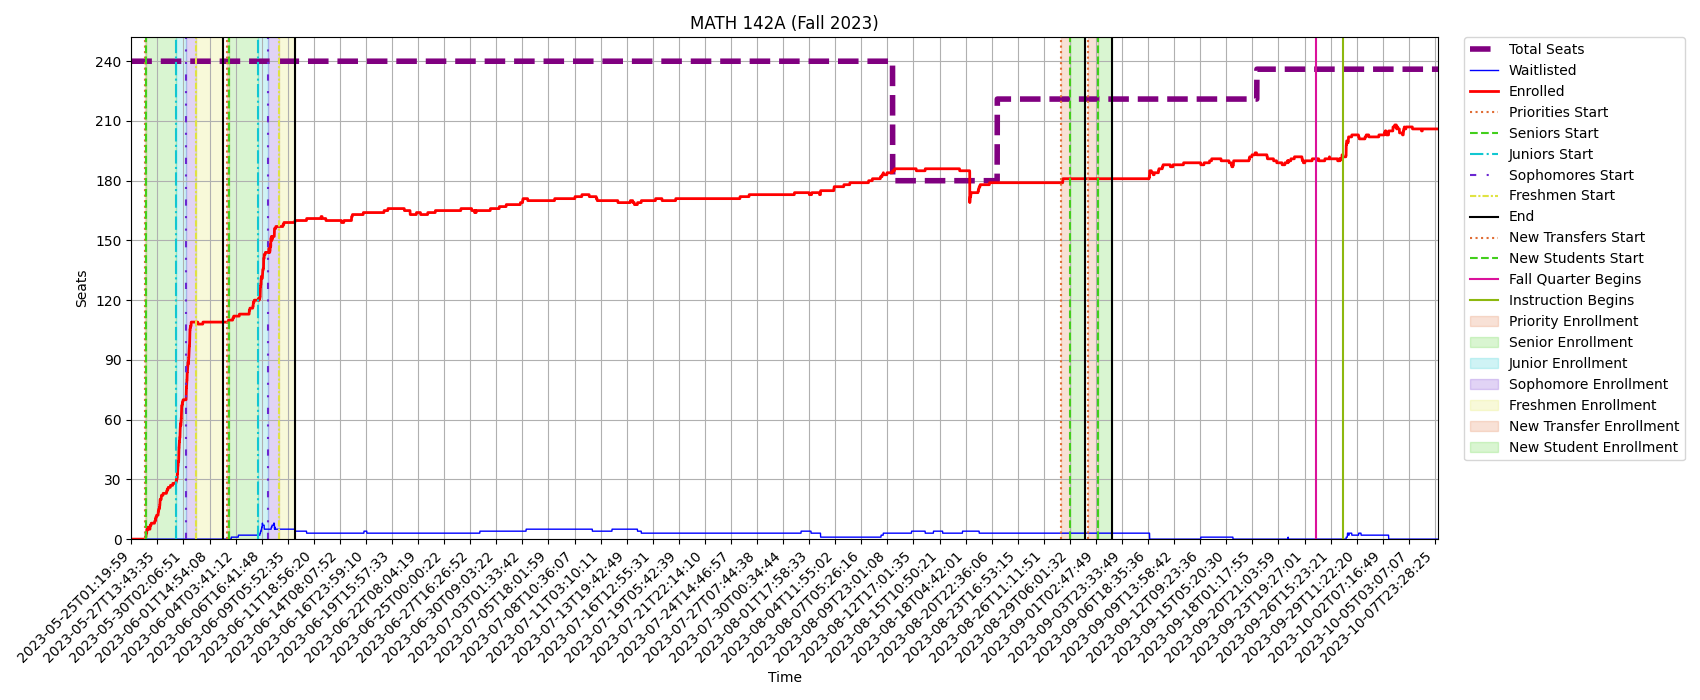 MATH 142A (Fall 2023)
Seats
240
210
180
150
120
90
60
30
0
2023-05-25T01:19:59
2023-05-27T13:43:35
2023-05-30T02:06:51
2023-06-01T14:54:08
2023-06-04T03:41:12
2023-06-06T16:41:48
2023-06-09T05:52:35
2023-06-11T18:56:20
2023-06-14T08:07:52
2023-06-16T23:59:10
2023-06-19T15:57:33
2023-06-22T08:04:19
2023-06-25T00:00:22
2023-06-27T16:26:52
2023-06-30T09:03:22
2023-07-03T01:33:42
2023-07-05T18:01:59
2023-07-08T10:36:07
2023-07-11T03:10:11
2023-07-13T19:42:49
2023-07-16T12:55:31
2023-07-19T05:42:39
2023-07-21T22:14:10
2023-07-24T14:46:57
2023-07-27T07:44:38
2023-07-30T00:34:44
2023-08-01T17:58:33
2023-08-04T11:55:02
2023-08-07T05:26:16
2023-08-09T23:01:08
2023-08-12T17:01:35
2023-08-15T10:50:21
2023-08-18T04:42:01
2023-08-20T22:36:06
2023-08-23T16:53:15
2023-08-26T11:11:51
2023-08-29T06:01:32
2023-09-01T02:47:49
2023-09-03T23:33:49
2023-09-06T18:35:36
2023-09-09T13:58:42
2023-09-12T09:23:36
2023-09-15T05:20:30
2023-09-18T01:17:55
2023-09-20T21:03:59
2023-09-23T19:27:01
2023-09-26T15:23:21
2023-09-29T11:22:20
2023-10-02T07:16:49
2023-10-05T03:07:07
2023-10-07T23:28:25
Time
Total Seats
Waitlisted
Enrolled
Priorities Start
Seniors Start
Juniors Start
Sophomores Start
Freshmen Start
End
New Transfers Start
New Students Start
Fall Quarter Begins
Instruction Begins
Priority Enrollment
Senior Enrollment
Junior Enrollment
Sophomore Enrollment
Freshmen Enrollment
New Transfer Enrollment
New Student Enrollment